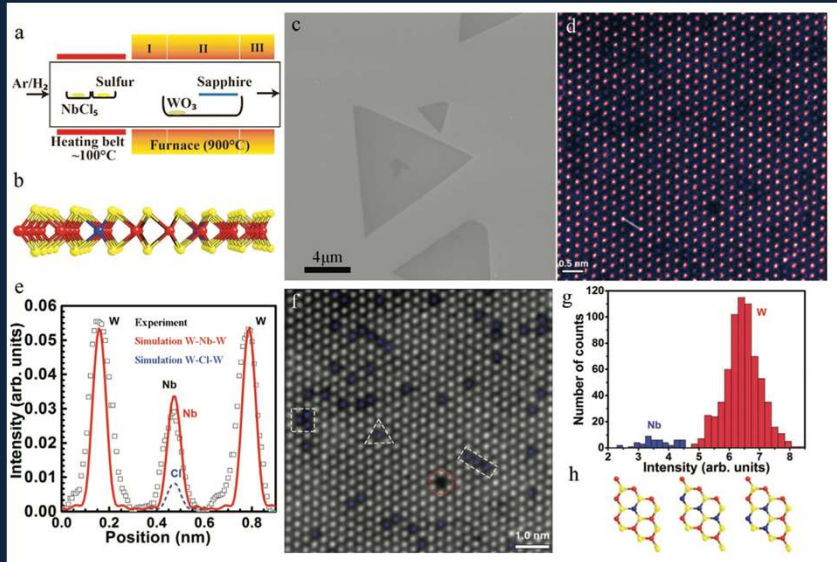 a
I II III
Ar/H₂
Sulfur
NbCl₅
Sapphire
WO₃
Heating belt
~100°C
Furnace (900°C)
b
c
4μm
d
0.5 nm
e
0.06
0.05
0.04
0.03
0.02
0.01
0.00
Intensity (arb. units)
W
W
Experiment
Simulation W-Nb-W
Simulation W-Cl-W
Nb
Nb
Cl
0.0 0.2 0.4 0.6 0.8
Position (nm)
f
1.0 nm
g
120
100
80
60
40
20
0
Number of counts
W
Nb
2 3 4 5 6 7 8
Intensity (arb. units)
h